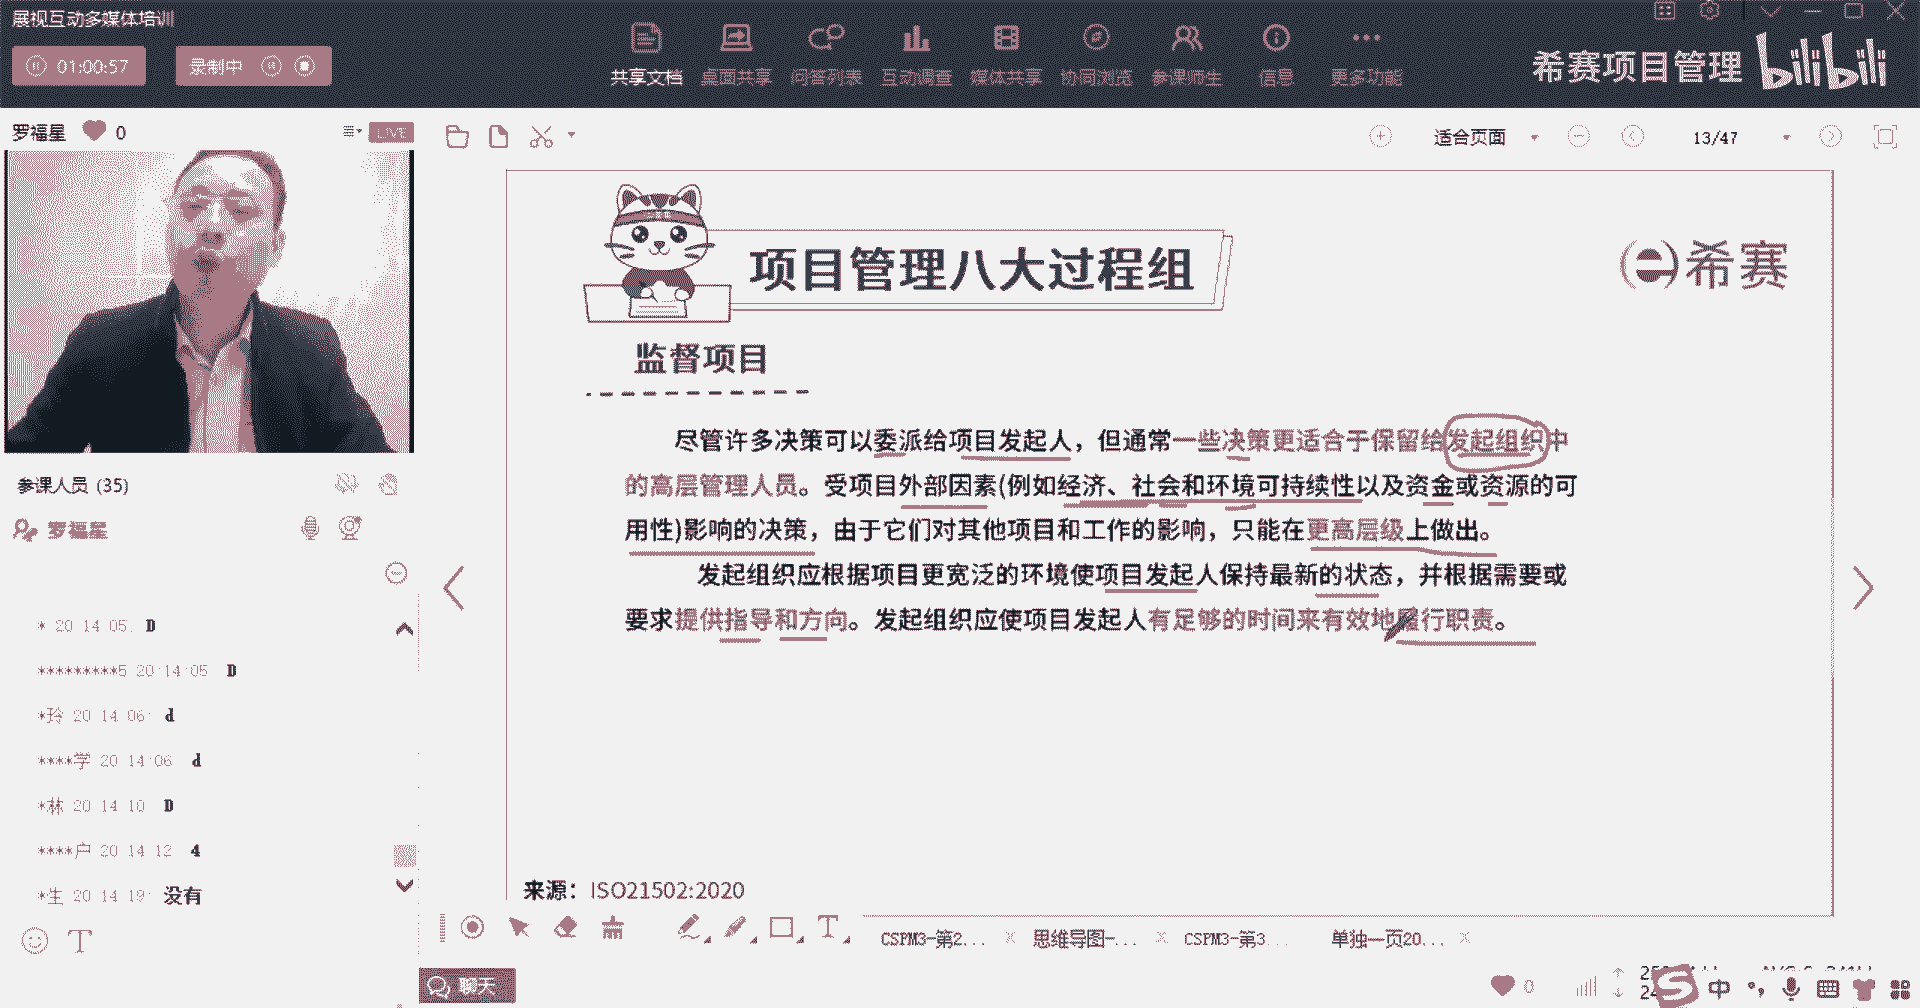 展视互动多媒体培训
01:00:57
录制中
共享文档 桌面共享 问答列表 互动调查 媒体共享 协同浏览 参课师生 信息 更多功能
希赛项目管理 bilibili
罗福星 0
LIVE
适合页面
13/47
项目管理八大过程组
希赛
监督项目
尽管许多决策可以委派给项目发起人，但通常一些决策更适合于保留给发起组织中
的高层管理人员。受项目外部因素(例如经济、社会和环境可持续性以及资金或资源的可
用性)影响的决策，由于它们对其他项目和工作的影响，只能在更高层级上做出。
发起组织应根据项目更宽泛的环境使项目发起人保持最新的状态，并根据需要或
要求提供指导和方向。发起组织应使项目发起人有足够的时间来有效地履行职责。
来源：ISO21502:2020
参课人员 (35)
罗福星
* 20 14 05 D
*********5 20 14 05 D
*玲 20 14 06 d
****学 20 14 06 d
*林 20 14 10 D
****户 20 14 12 4
*生 20 14 19 没有
CSPM3-第2... 思维导图-... CSPM3-第3... 单独一页20...
聊天
0
中